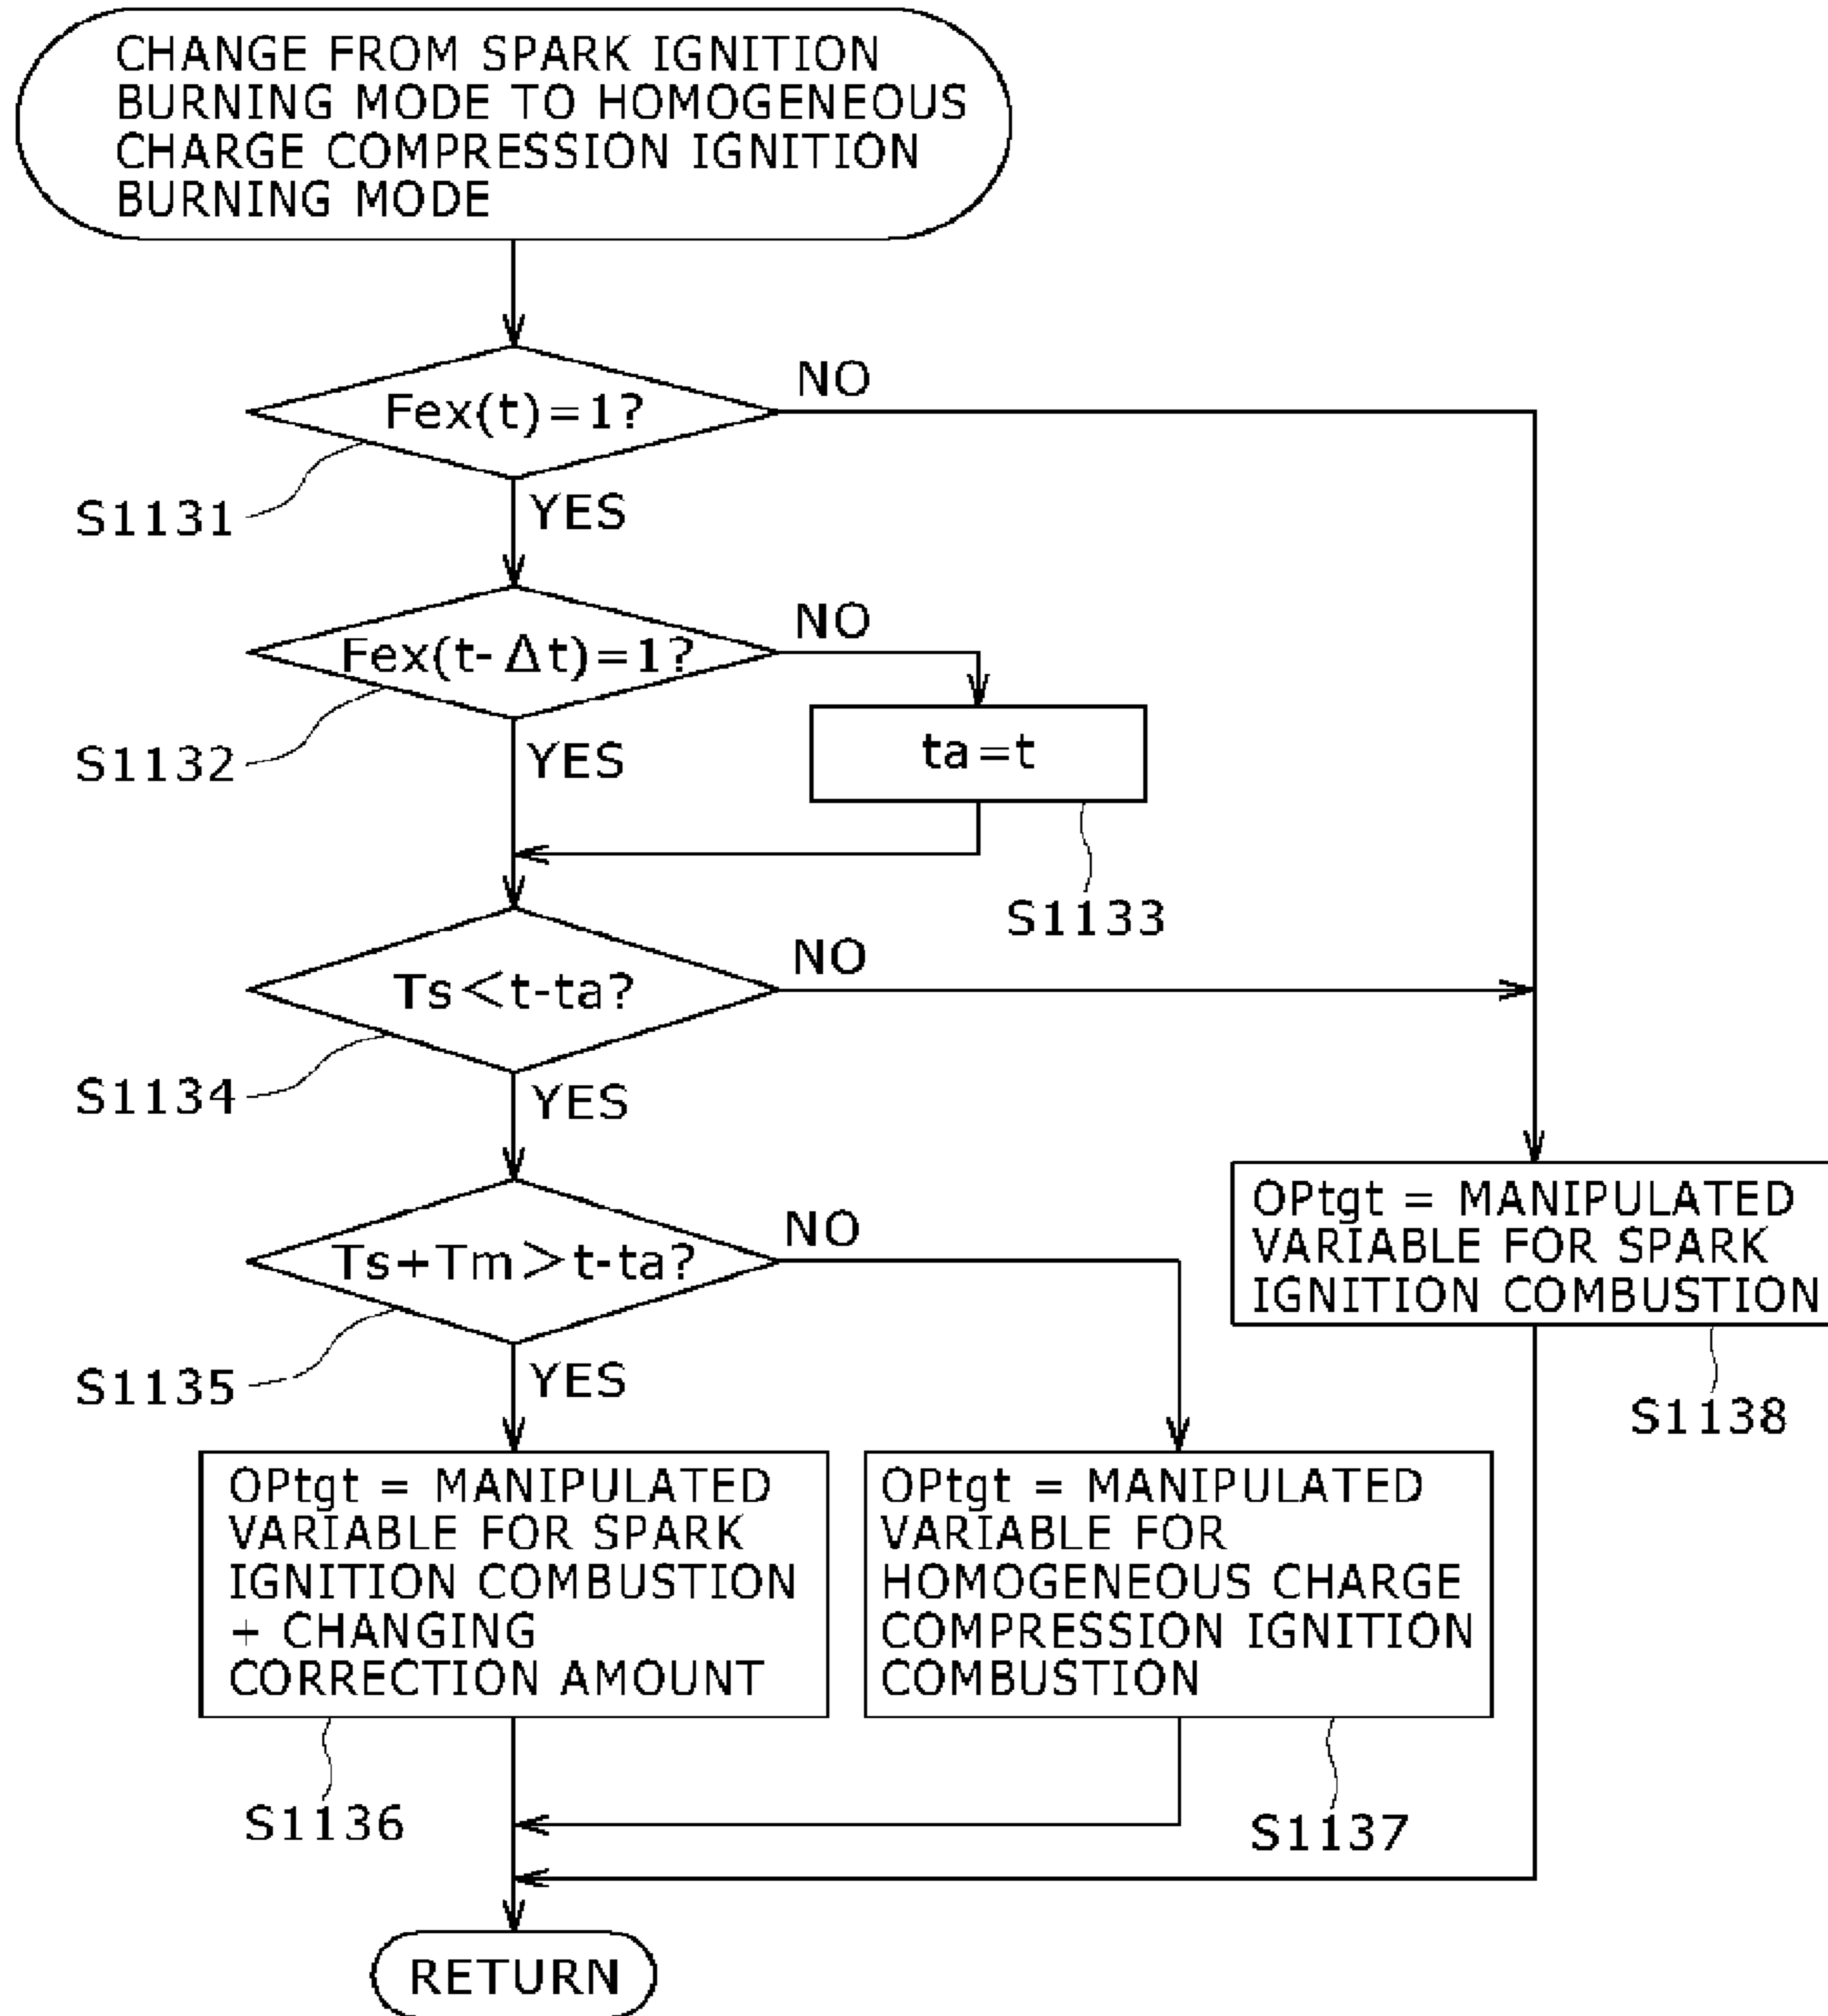 CHANGE FROM SPARK IGNITION
BURNING MODE TO HOMOGENEOUS
CHARGE COMPRESSION IGNITION
BURNING MODE
Fex(t)=1?
NO
S1131
YES
Fex(t-Δt)=1?
NO
S1132
YES
ta=t
S1133
Ts<t-ta?
NO
S1134
YES
Ts+Tm>t-ta?
NO
S1135
YES
OPtgt = MANIPULATED
VARIABLE FOR SPARK
IGNITION COMBUSTION
S1138
OPtgt = MANIPULATED
VARIABLE FOR SPARK
IGNITION COMBUSTION
+ CHANGING
CORRECTION AMOUNT
S1136
OPtgt = MANIPULATED
VARIABLE FOR
HOMOGENEOUS CHARGE
COMPRESSION IGNITION
COMBUSTION
S1137
RETURN